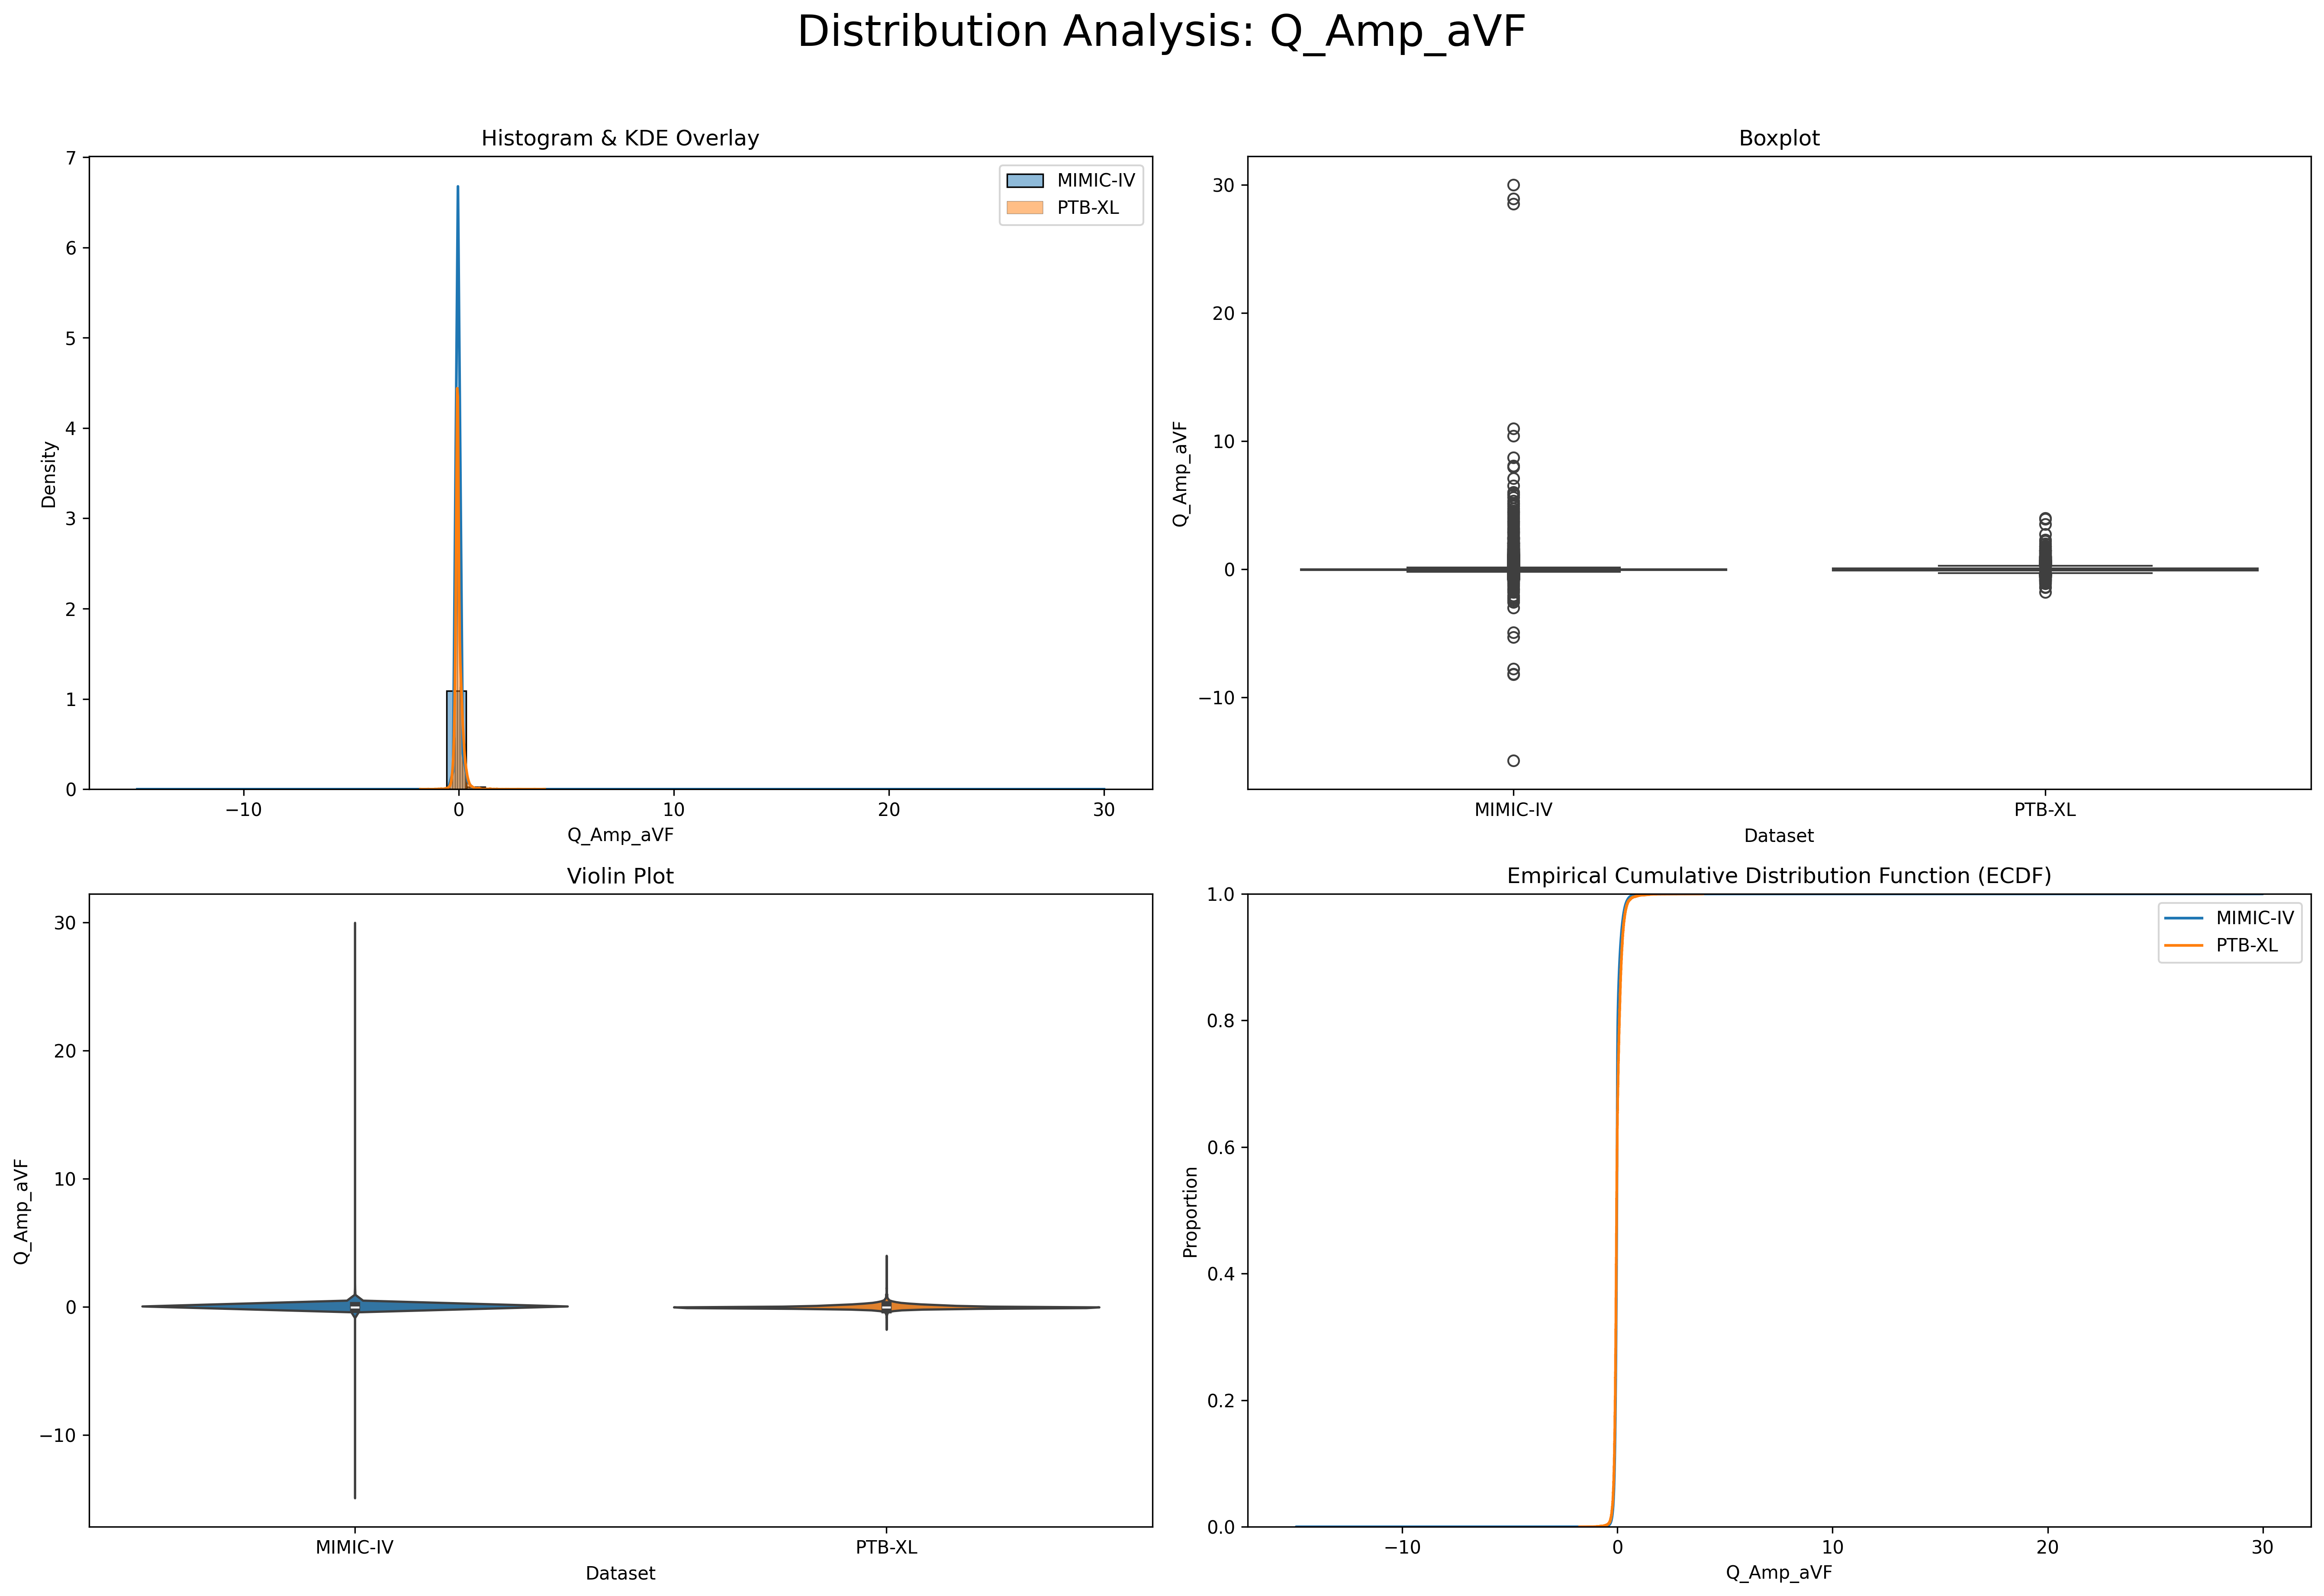 Distribution Analysis: Q_Amp_aVF
Histogram & KDE Overlay
MIMIC-IV
PTB-XL
7
6
5
4
3
2
1
0
Density
−10
0
10
20
30
Q_Amp_aVF
Boxplot
30
20
10
0
−10
Q_Amp_aVF
MIMIC-IV
PTB-XL
Dataset
Violin Plot
30
20
10
0
−10
Q_Amp_aVF
MIMIC-IV
PTB-XL
Dataset
Empirical Cumulative Distribution Function (ECDF)
MIMIC-IV
PTB-XL
1.0
0.8
0.6
0.4
0.2
0.0
Proportion
−10
0
10
20
30
Q_Amp_aVF